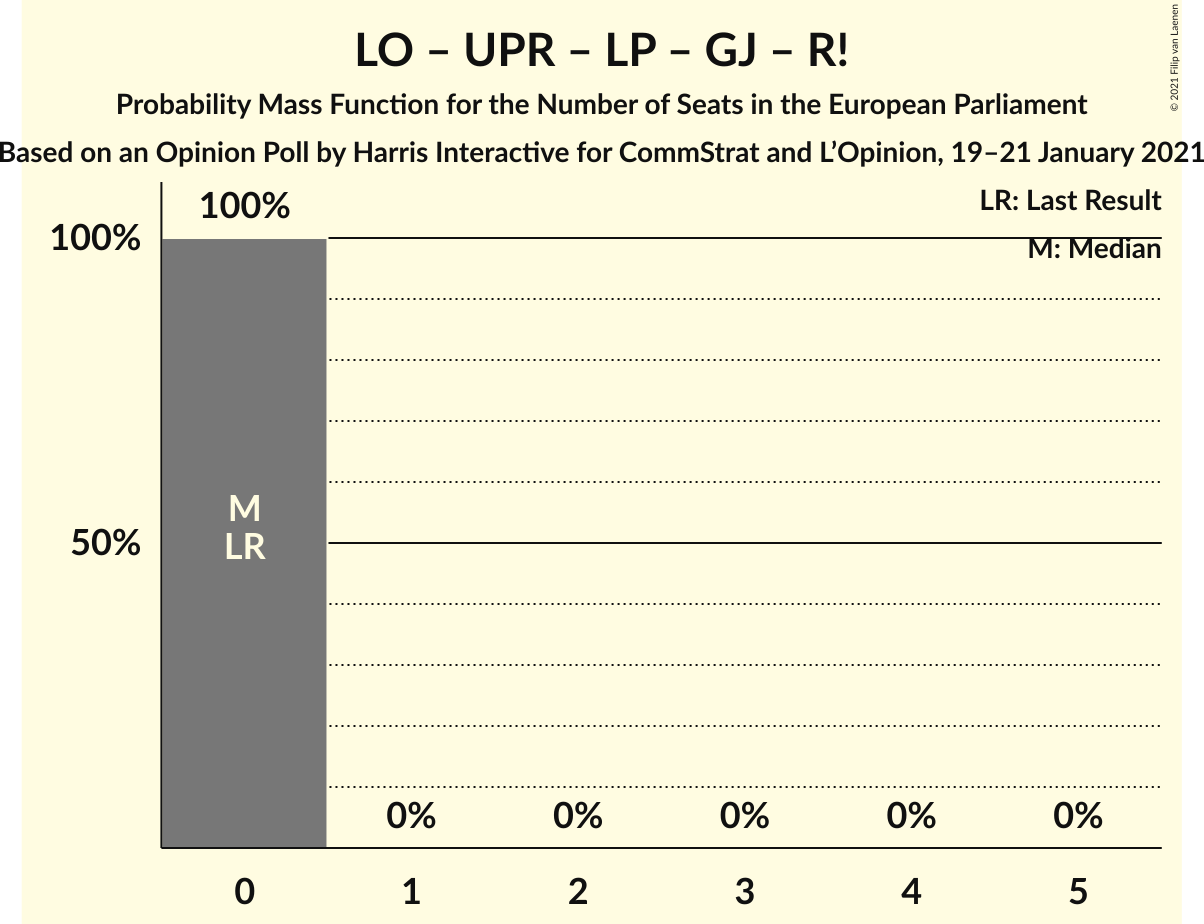 LO – UPR – LP – GJ – R!
Probability Mass Function for the Number of Seats in the European Parliament
Based on an Opinion Poll by Harris Interactive for CommStrat and L’Opinion, 19–21 January 2021
© 2021 Filip van Laenen
LR: Last Result
M: Median
100%
100%
50%
M
LR
0% 0% 0% 0% 0%
0 1 2 3 4 5